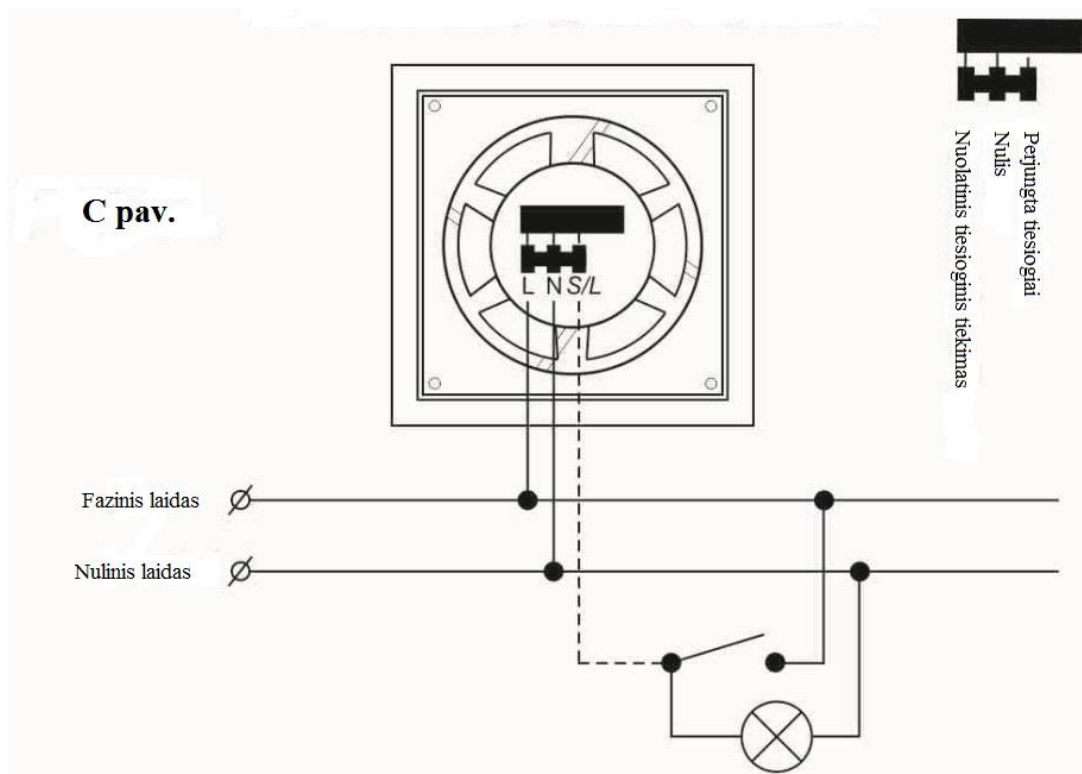 C pav.
L N S/L
Perjungta tiesiogiai
Nulis
Nuolatinis tiesioginis tiekimas
Fazinis laidas
Nulinis laidas